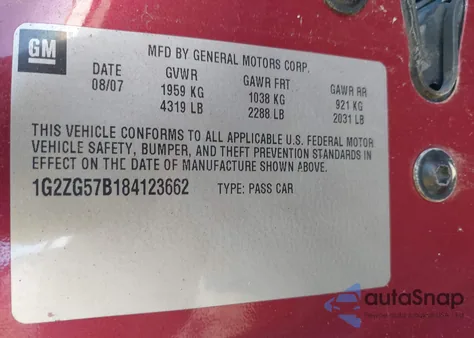 GM
MFD BY GENERAL MOTORS CORP.
DATE GVWR GAWR FRT GAWR RR
08/07 1959 KG 1038 KG 921 KG
4319 LB 2288 LB 2031 LB
THIS VEHICLE CONFORMS TO ALL APPLICABLE U.S. FEDERAL MOTOR
VEHICLE SAFETY, BUMPER, AND THEFT PREVENTION STANDARDS IN
EFFECT ON THE DATE OF MANUFACTURE SHOWN ABOVE.
1G2ZG57B184123662 TYPE: PASS CAR
autoSnap